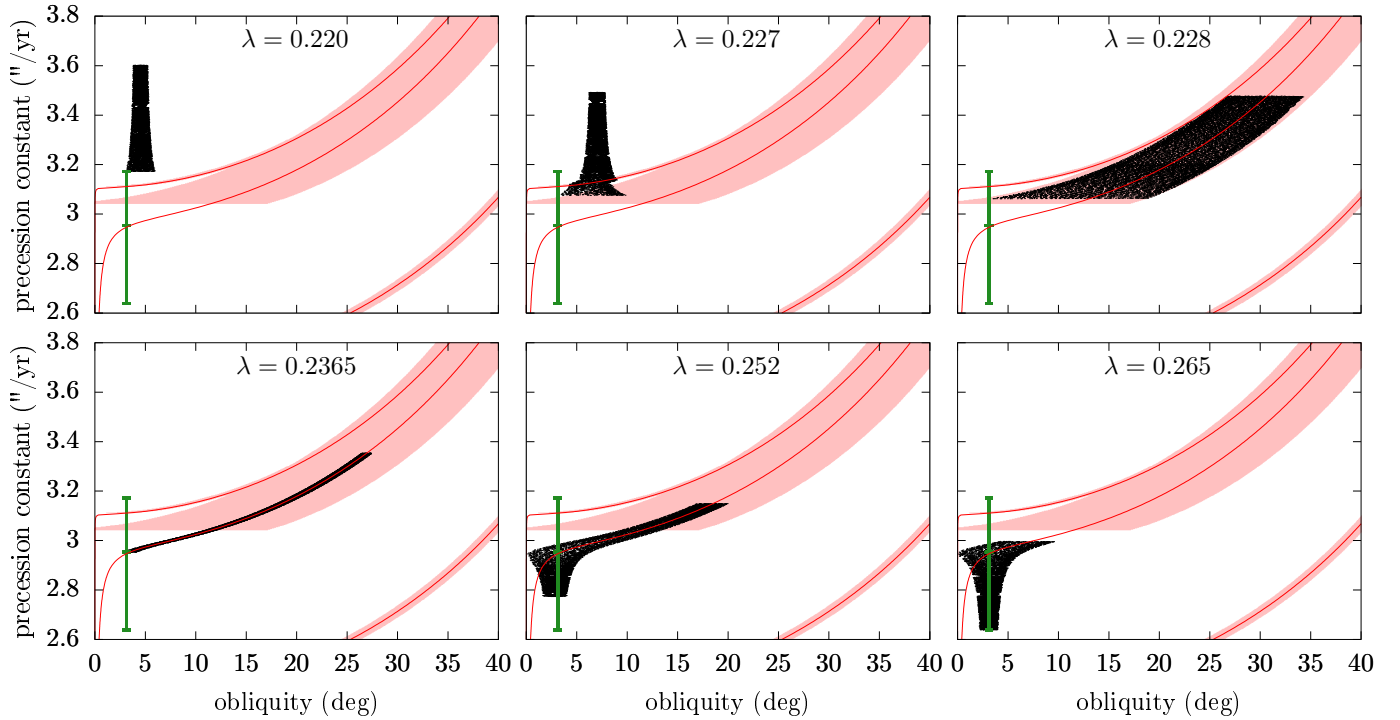 λ = 0.220
λ = 0.227
λ = 0.228
3.8
3.6
3.4
3.2
3
2.8
2.6
precession constant ("/yr)
λ = 0.2365
λ = 0.252
λ = 0.265
3.8
3.6
3.4
3.2
3
2.8
2.6
precession constant ("/yr)
0 5 10 15 20 25 30 35 40
0 5 10 15 20 25 30 35 40
0 5 10 15 20 25 30 35 40
obliquity (deg)
obliquity (deg)
obliquity (deg)